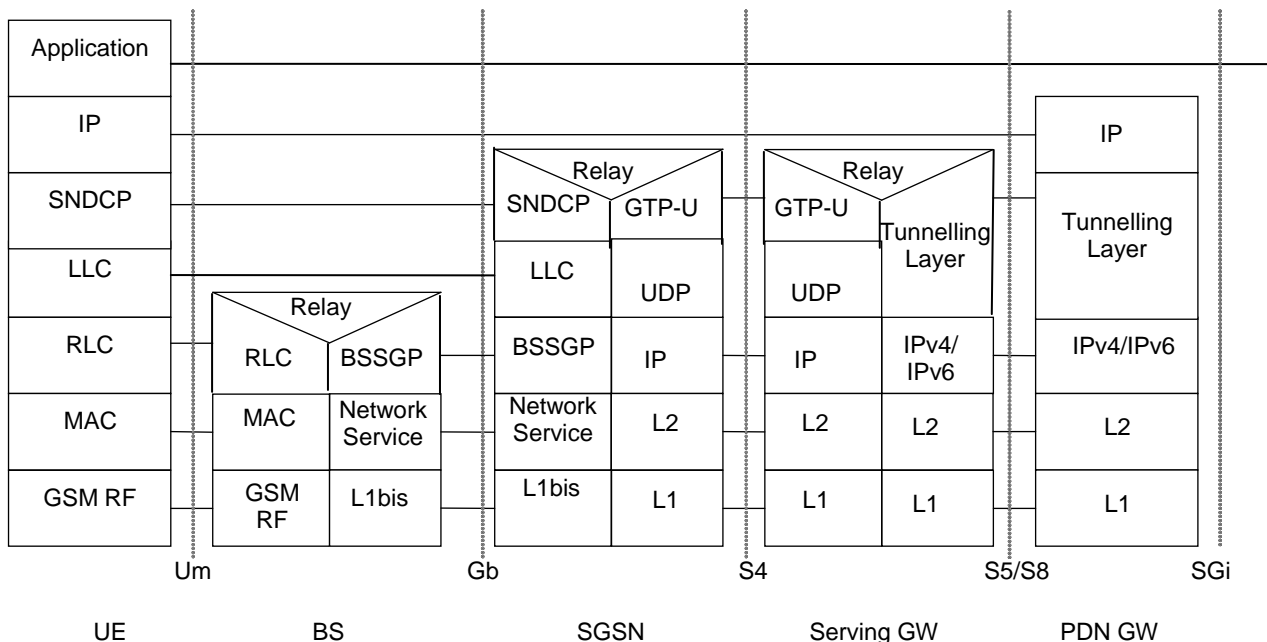 Application
IP
SNDCP
LLC
RLC
MAC
GSM RF
Relay
RLC
BSSGP
MAC
Network
Service
GSM
RF
L1bis
Relay
SNDCP
GTP-U
LLC
UDP
BSSGP
IP
Network
Service
L2
L1bis
L1
Relay
GTP-U
Tunnelling
Layer
UDP
IP
IPv4/
IPv6
L2
L2
L1
L1
IP
Tunnelling
Layer
IPv4/IPv6
L2
L1
Um
Gb
S4
S5/S8
SGi
UE
BS
SGSN
Serving GW
PDN GW